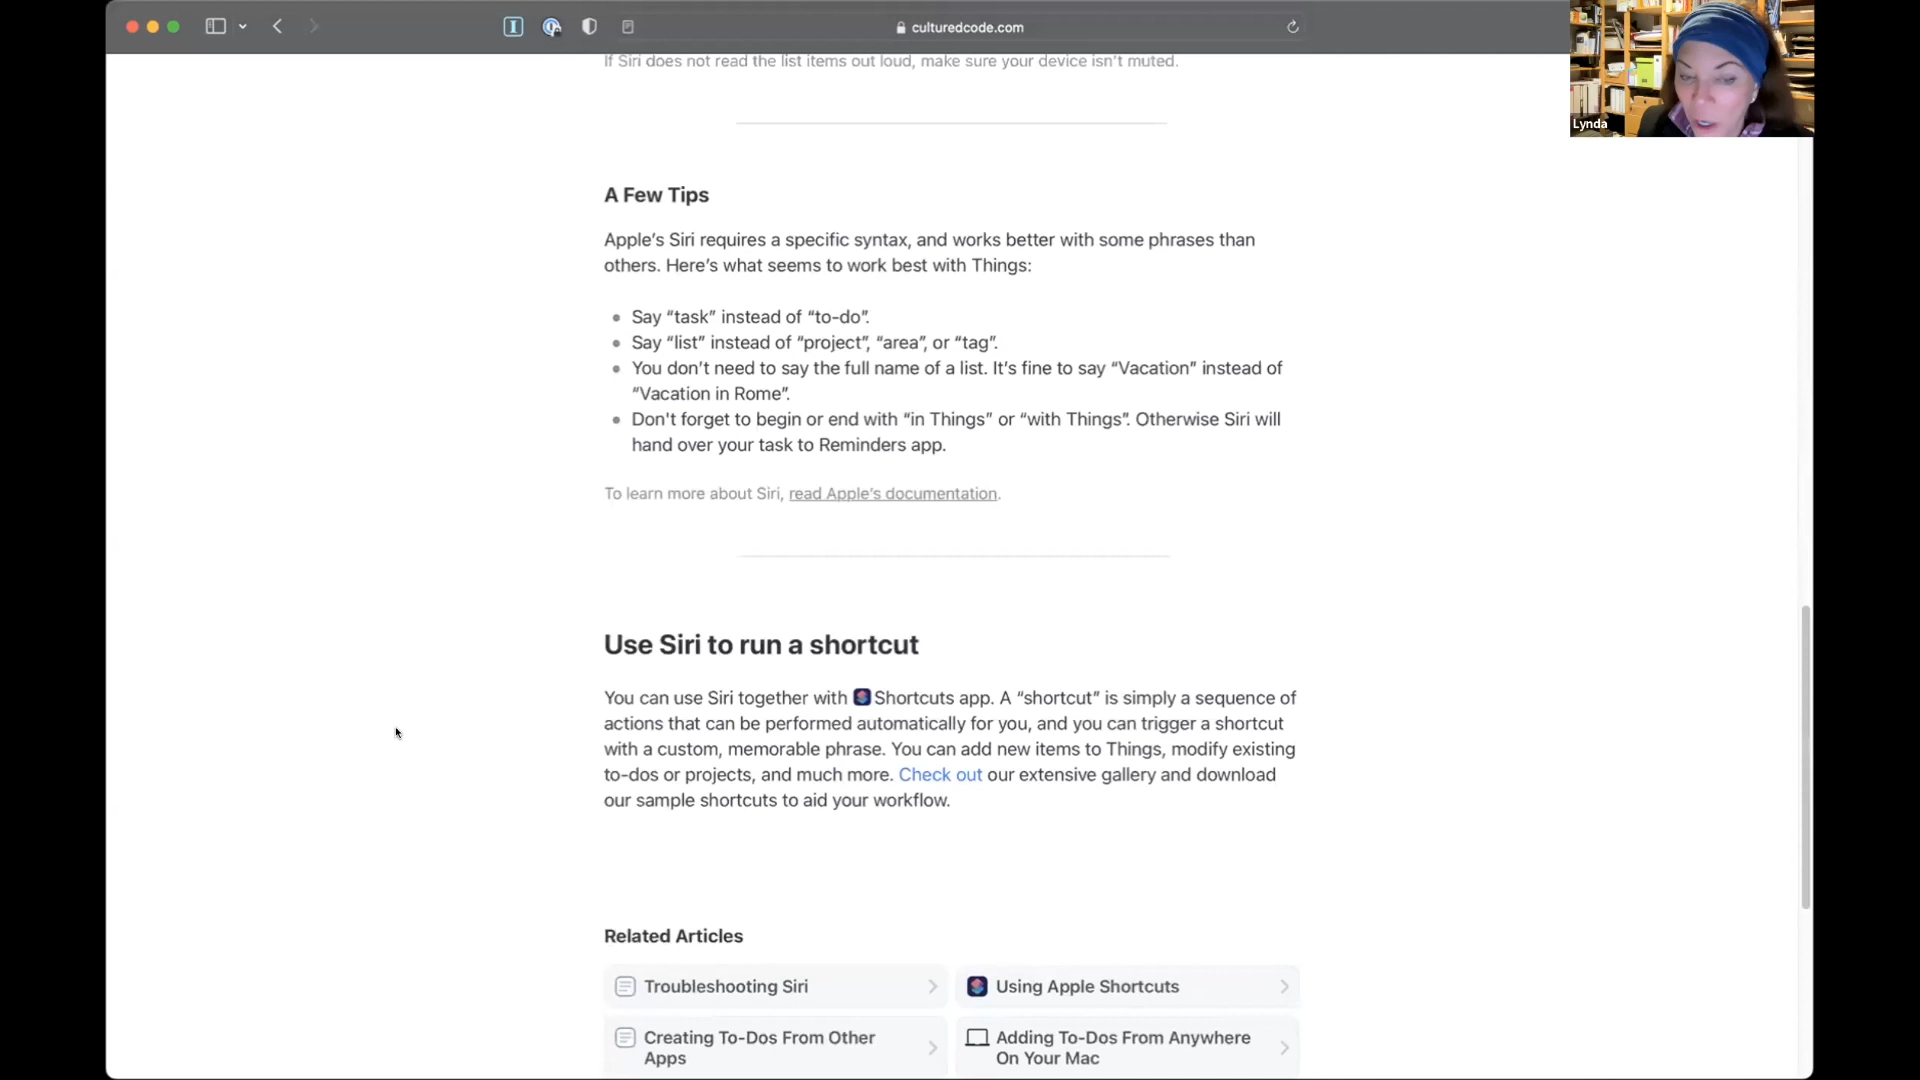 culturedcode.com
If Siri does not read the list items out loud, make sure your device isn't muted.
Lynda
A Few Tips
Apple's Siri requires a specific syntax, and works better with some phrases than
others. Here's what seems to work best with Things:
Say “task” instead of “to-do”.
Say “list” instead of “project”, “area”, or “tag”.
You don't need to say the full name of a list. It's fine to say “Vacation” instead of
“Vacation in Rome”.
Don't forget to begin or end with “in Things” or “with Things”. Otherwise Siri will
hand over your task to Reminders app.
To learn more about Siri, read Apple's documentation.
Use Siri to run a shortcut
You can use Siri together with Shortcuts app. A “shortcut” is simply a sequence of
actions that can be performed automatically for you, and you can trigger a shortcut
with a custom, memorable phrase. You can add new items to Things, modify existing
to-dos or projects, and much more. Check out our extensive gallery and download
our sample shortcuts to aid your workflow.
Related Articles
Troubleshooting Siri
Using Apple Shortcuts
Creating To-Dos From Other
Apps
Adding To-Dos From Anywhere
On Your Mac